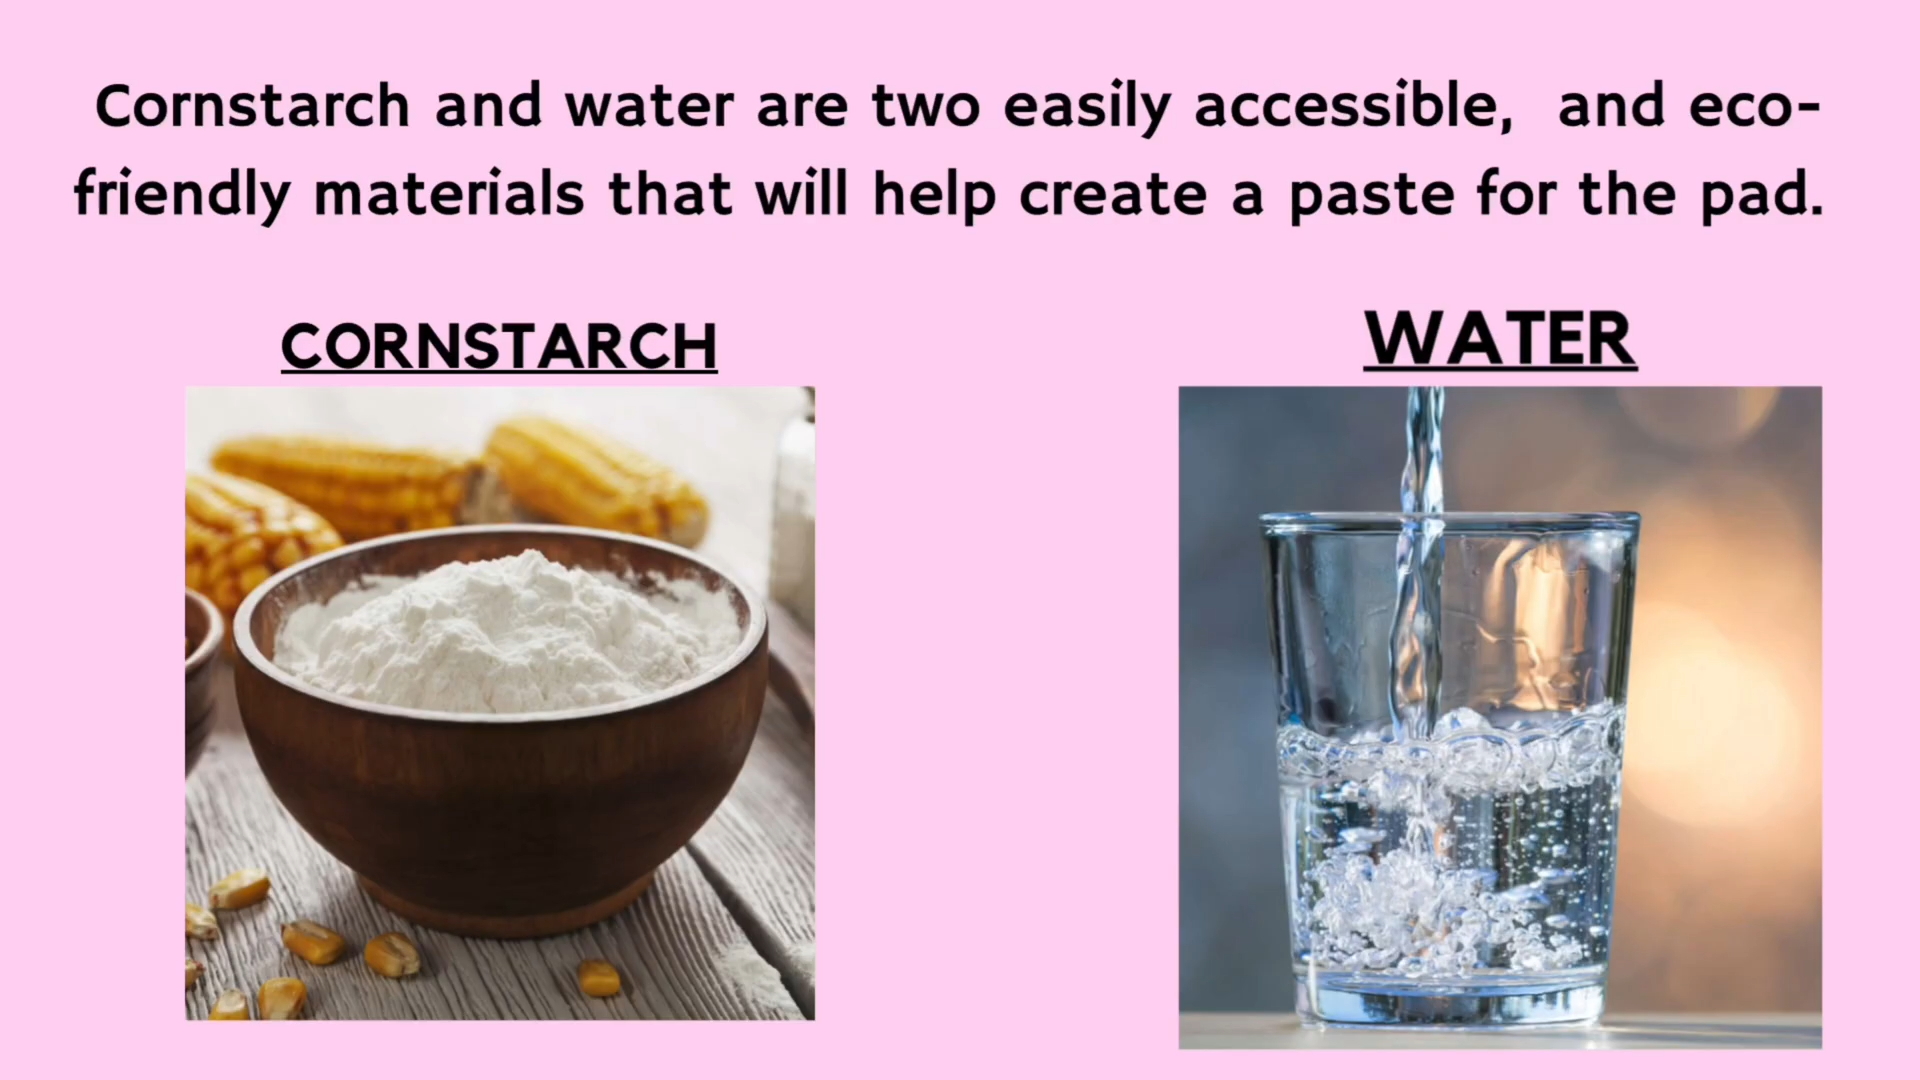 Cornstarch and water are two easily accessible,  and eco-
friendly materials that will help create a paste for the pad.
CORNSTARCH
WATER